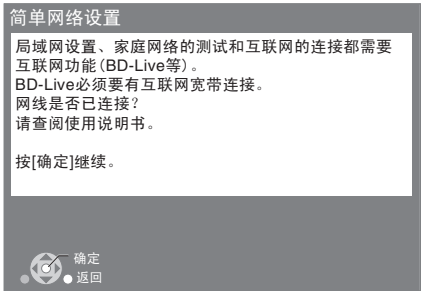 简单网络设置
局域网设置、家庭网络的测试和互联网的连接都需要
互联网功能(BD-Live等)。
BD-Live必须要有互联网宽带连接。
网线是否已连接?
请查阅使用说明书。
按[确定]继续。
确定
返回